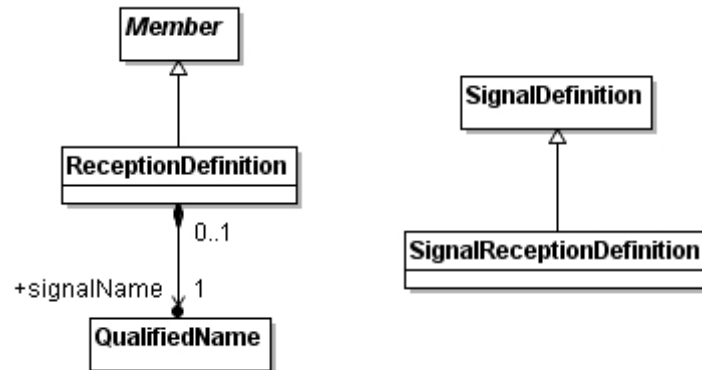 Member
SignalDefinition
ReceptionDefinition
0..1
SignalReceptionDefinition
+signalName
1
QualifiedName